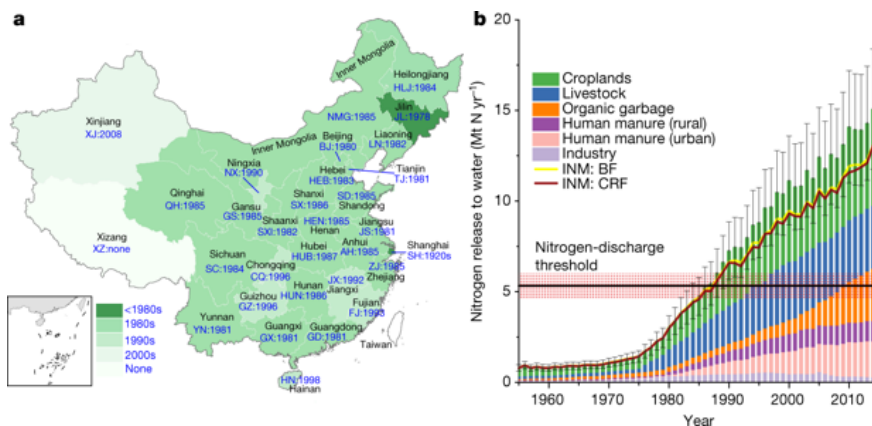 a
Inner Mongolia
Heilongjiang
HLJ:1984
Xinjiang
XJ:2008
Jilin
JL:1978
NMG:1985
Inner Mongolia
Beijing
BJ:1980
Liaoning
LN:1982
Ningxia
NX:1990
Hebei
HEB:1983
Tianjin
TJ:1981
Qinghai
QH:1985
Gansu
GS:1985
Shanxi
SX:1986
SD:1985
Shandong
Shaanxi
SXI:1982
HEN:1985
Henan
Jiangsu
JS:1981
Xizang
XZ:none
Sichuan
SC:1984
Chongqing
CQ:1996
Hubei
HUB:1987
Anhui
AH:1985
Shanghai
SH:1920s
ZJ:1985
Zhejiang
Hunan
HUN:1986
JX:1992
Jiangxi
Guizhou
GZ:1996
Fujian
FJ:1993
Yunnan
YN:1981
Guangxi
GX:1981
Guangdong
GD:1981
Taiwan
HN:1998
Hainan
<1980s
1980s
1990s
2000s
None
b
Nitrogen release to water (Mt N yr⁻¹)
20
15
10
5
0
Croplands
Livestock
Organic garbage
Human manure (rural)
Human manure (urban)
Industry
INM: BF
INM: CRF
Nitrogen-discharge
threshold
1960
1970
1980
1990
2000
2010
Year